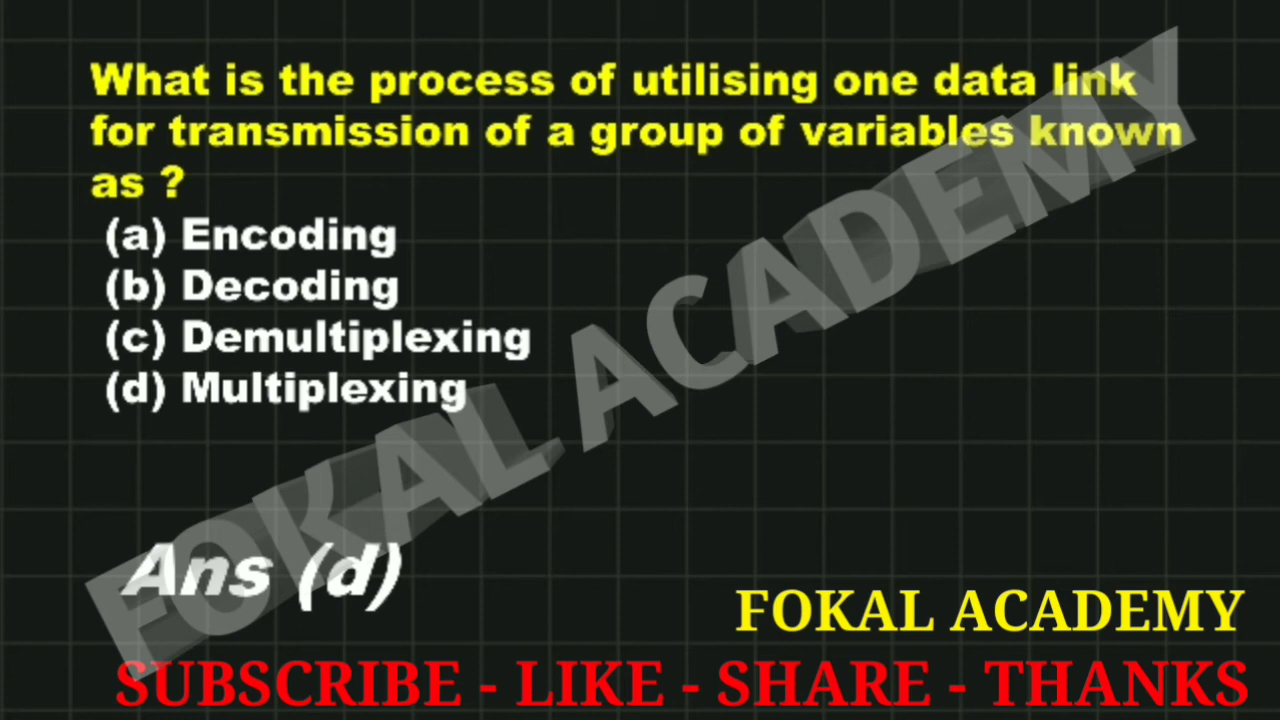 What is the process of utilising one data link
for transmission of a group of variables known
as ?
(a) Encoding
(b) Decoding
(c) Demultiplexing
(d) Multiplexing
FOKAL ACADEMY
Ans (d)
FOKAL ACADEMY
SUBSCRIBE - LIKE - SHARE - THANKS